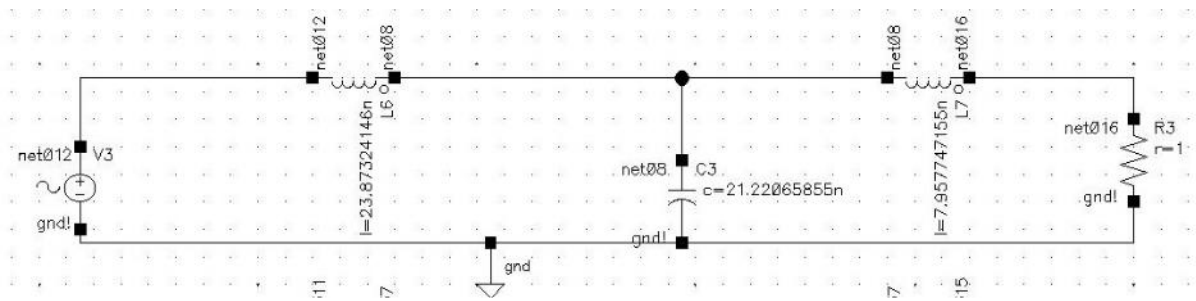 net012
net08
L6
l=23.87324146n
net08
net016
L7
l=7.957747155n
net012
V3
gnd!
net08
C3
c=21.22065855n
gnd!
gnd
net016
R3
r=1
gnd!